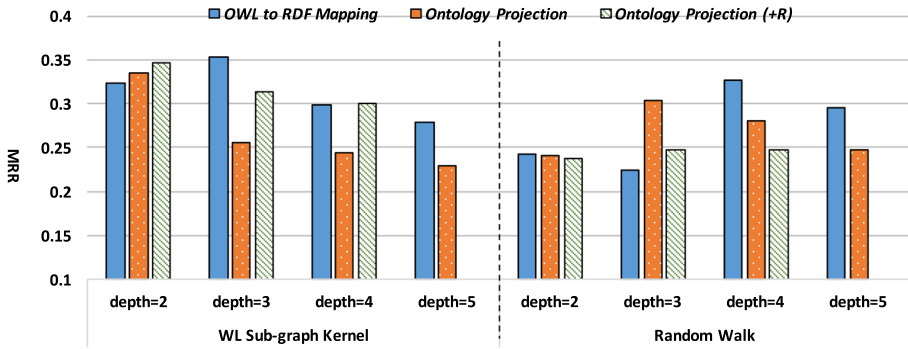 OWL to RDF Mapping Ontology Projection Ontology Projection (+R)
0.4
0.35
0.3
0.25
0.2
0.15
0.1
MRR
depth=2 depth=3 depth=4 depth=5 depth=2 depth=3 depth=4 depth=5
WL Sub-graph Kernel Random Walk